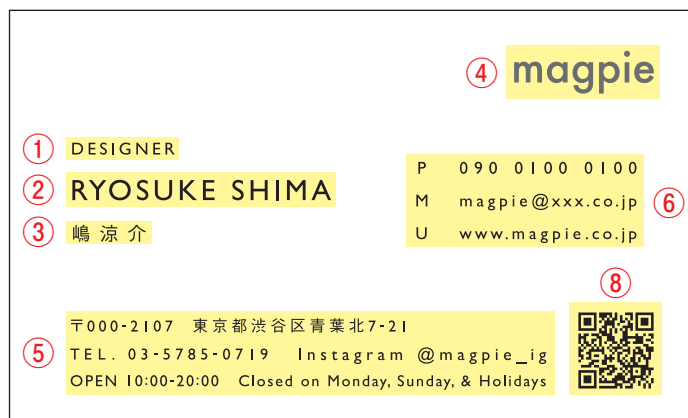 ④ magpie
① DESIGNER
② RYOSUKE SHIMA
③ 嶋 涼 介
P 090 0100 0100
M magpie@xxx.co.jp
U www.magpie.co.jp
⑥
⑧
⑤
〒000-2107 東京都渋谷区青葉北7-21
TEL. 03-5785-0719 Instagram @magpie_ig
OPEN 10:00-20:00 Closed on Monday, Sunday, & Holidays